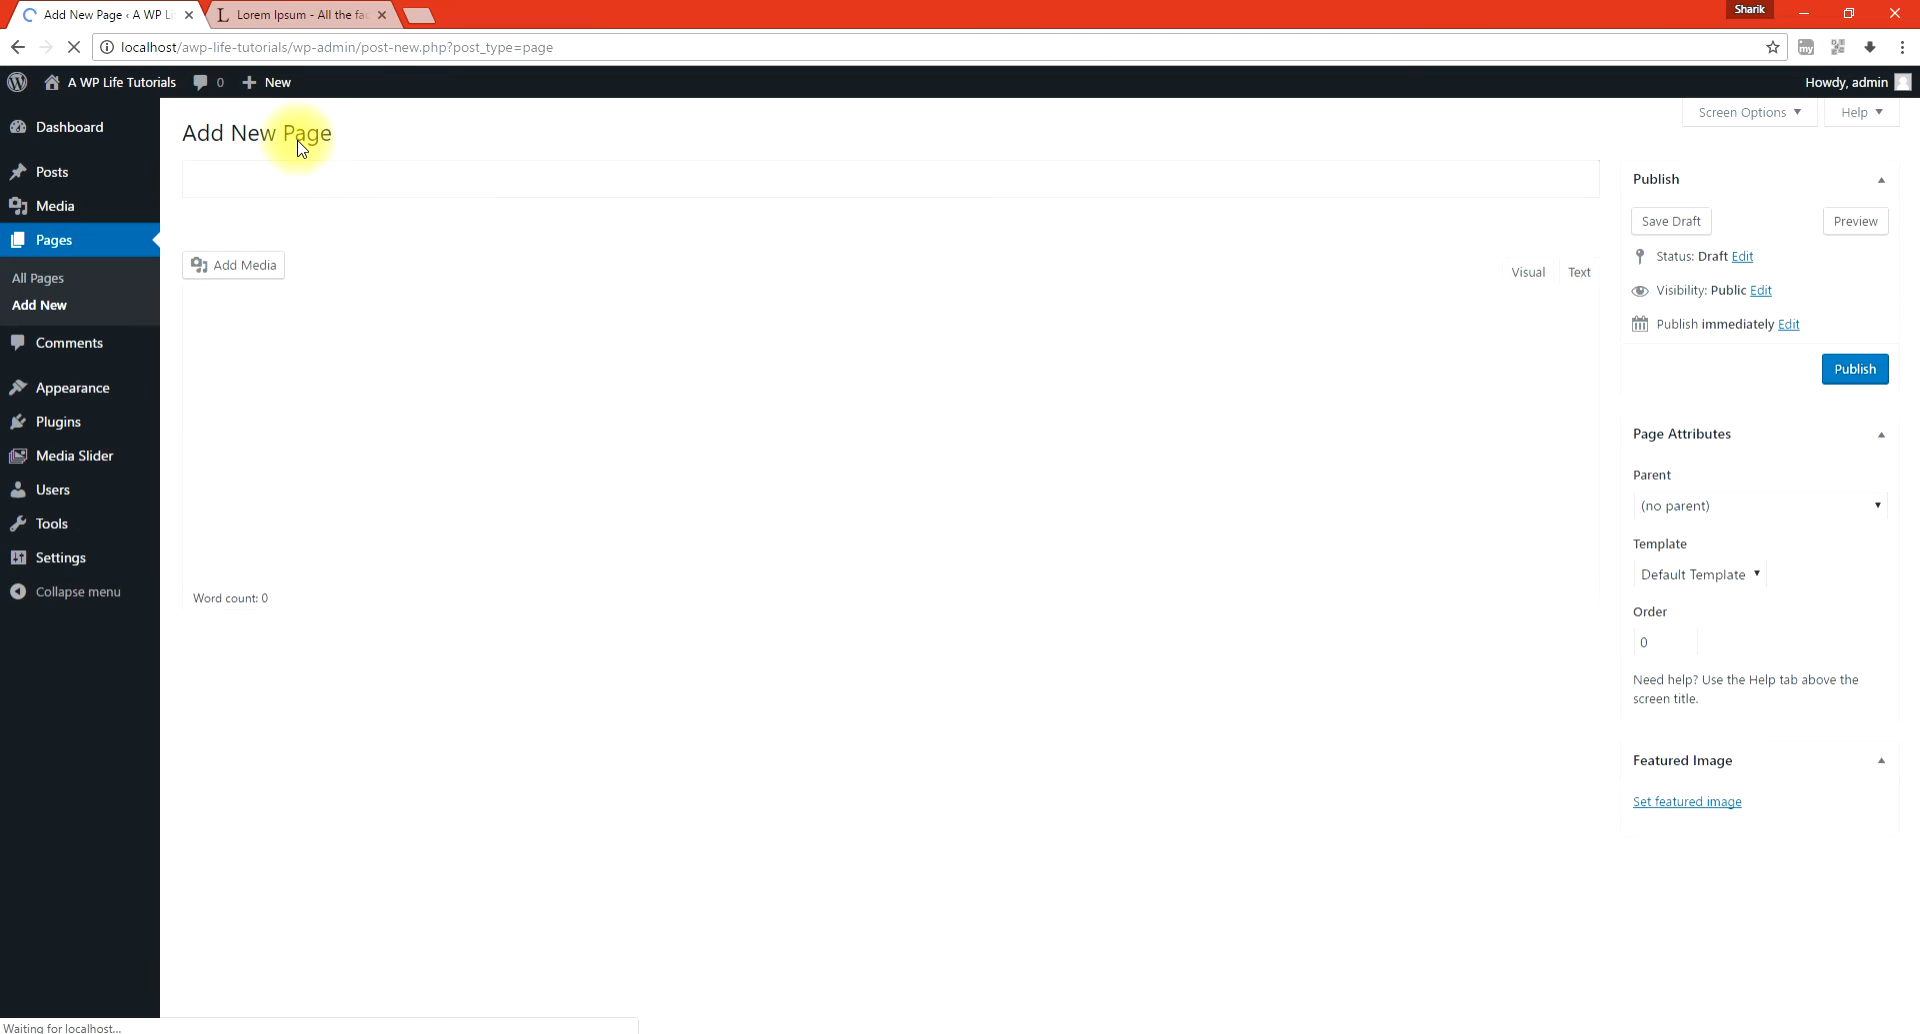 Add New Page ‹ A WP Li
Lorem Ipsum - All the fac
Sharik
localhost/awp-life-tutorials/wp-admin/post-new.php?post_type=page
A WP Life Tutorials
0
New
Howdy, admin
Dashboard
Posts
Media
Pages
All Pages
Add New
Comments
Appearance
Plugins
Media Slider
Users
Tools
Settings
Collapse menu
Screen Options
Help
Add New Page
Add Media
Visual
Text
Word count: 0
Publish
Save Draft
Preview
Status: Draft Edit
Visibility: Public Edit
Publish immediately Edit
Publish
Page Attributes
Parent
(no parent)
Template
Default Template
Order
0
Need help? Use the Help tab above the
screen title.
Featured Image
Set featured image
Waiting for localhost...